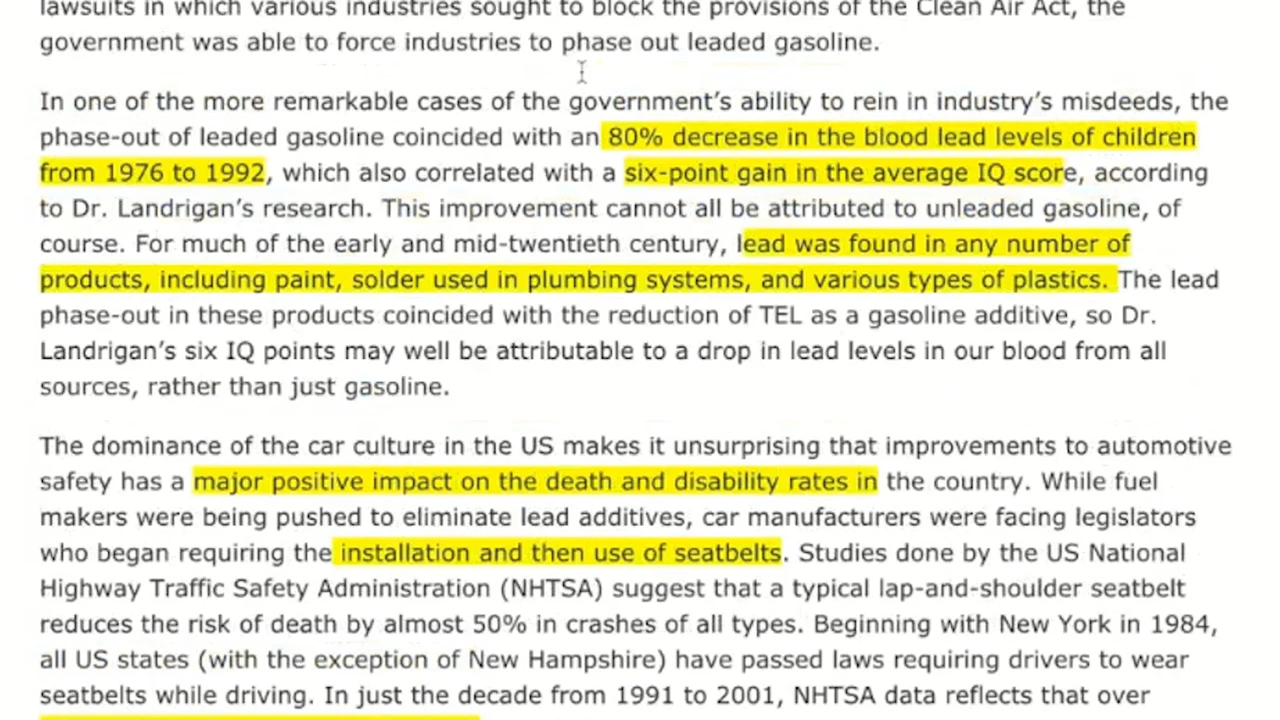 lawsuits in which various industries sought to block the provisions of the Clean Air Act, the
government was able to force industries to phase out leaded gasoline.
In one of the more remarkable cases of the government's ability to rein in industry's misdeeds, the
phase-out of leaded gasoline coincided with an 80% decrease in the blood lead levels of children
from 1976 to 1992, which also correlated with a six-point gain in the average IQ score, according
to Dr. Landrigan's research. This improvement cannot all be attributed to unleaded gasoline, of
course. For much of the early and mid-twentieth century, lead was found in any number of
products, including paint, solder used in plumbing systems, and various types of plastics. The lead
phase-out in these products coincided with the reduction of TEL as a gasoline additive, so Dr.
Landrigan's six IQ points may well be attributable to a drop in lead levels in our blood from all
sources, rather than just gasoline.
The dominance of the car culture in the US makes it unsurprising that improvements to automotive
safety has a major positive impact on the death and disability rates in the country. While fuel
makers were being pushed to eliminate lead additives, car manufacturers were facing legislators
who began requiring the installation and then use of seatbelts. Studies done by the US National
Highway Traffic Safety Administration (NHTSA) suggest that a typical lap-and-shoulder seatbelt
reduces the risk of death by almost 50% in crashes of all types. Beginning with New York in 1984,
all US states (with the exception of New Hampshire) have passed laws requiring drivers to wear
seatbelts while driving. In just the decade from 1991 to 2001, NHTSA data reflects that over